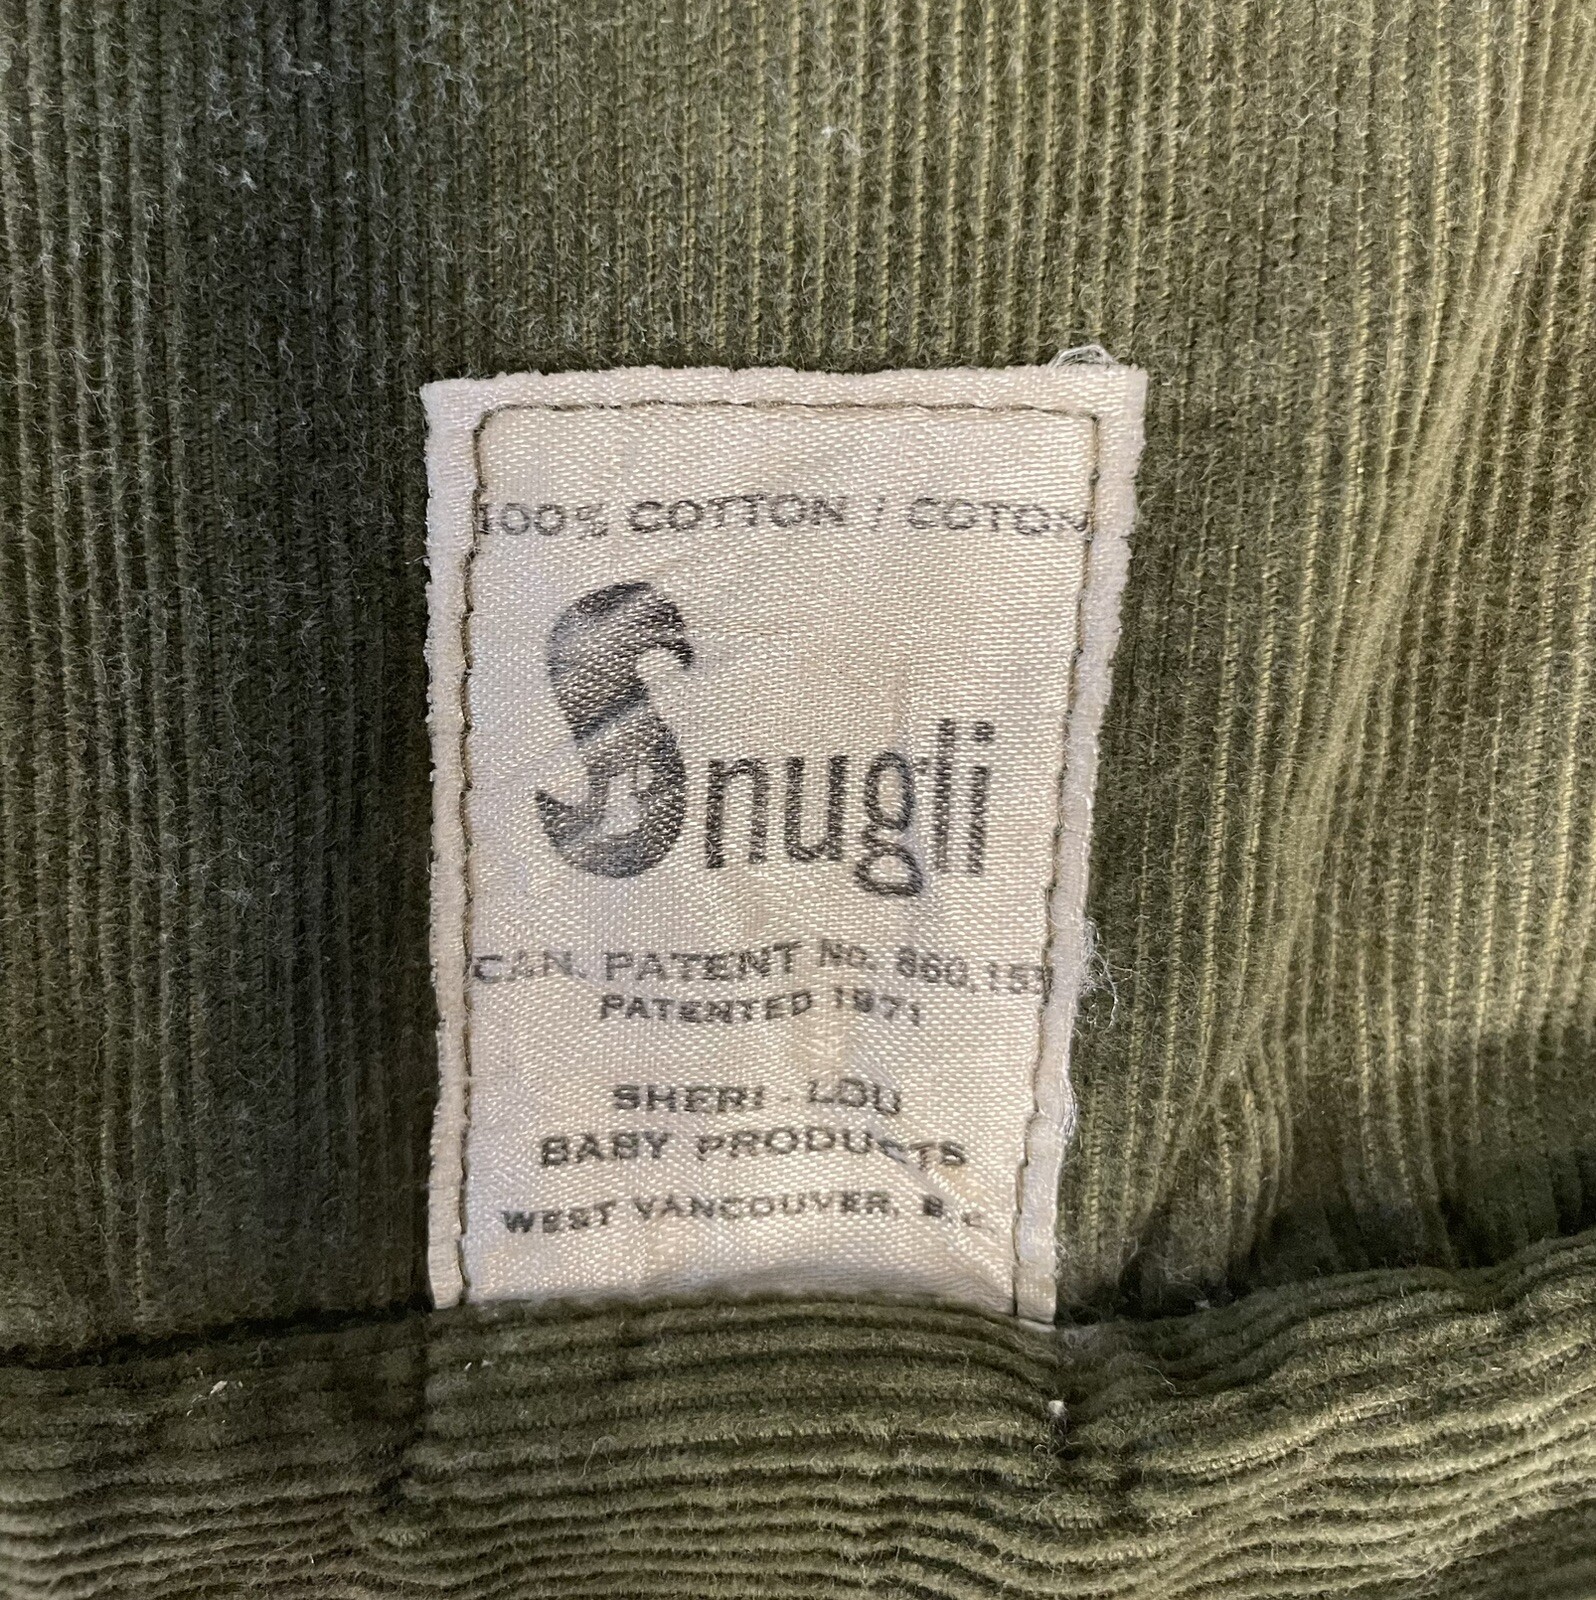 100% COTTON / COTON
Snugli
CAN. PATENT No.
PATENTED 1971
SHERI - LOU
BABY PRODUCTS
WEST VANCOUVER, B.C.